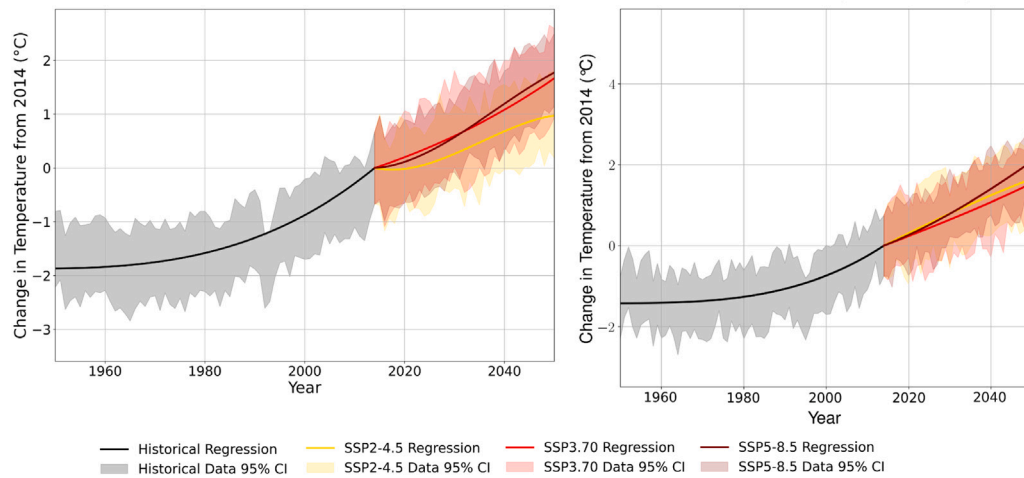 Change in Temperature from 2014 (°C)
2
1
0
−1
−2
−3
1960 1980 2000 2020 2040
Year
Change in Temperature from 2014 (°C)
4
2
0
−2
1960 1980 2000 2020 2040
Year
Historical Regression SSP2-4.5 Regression SSP3.70 Regression SSP5-8.5 Regression
Historical Data 95% CI SSP2-4.5 Data 95% CI SSP3.70 Data 95% CI SSP5-8.5 Data 95% CI